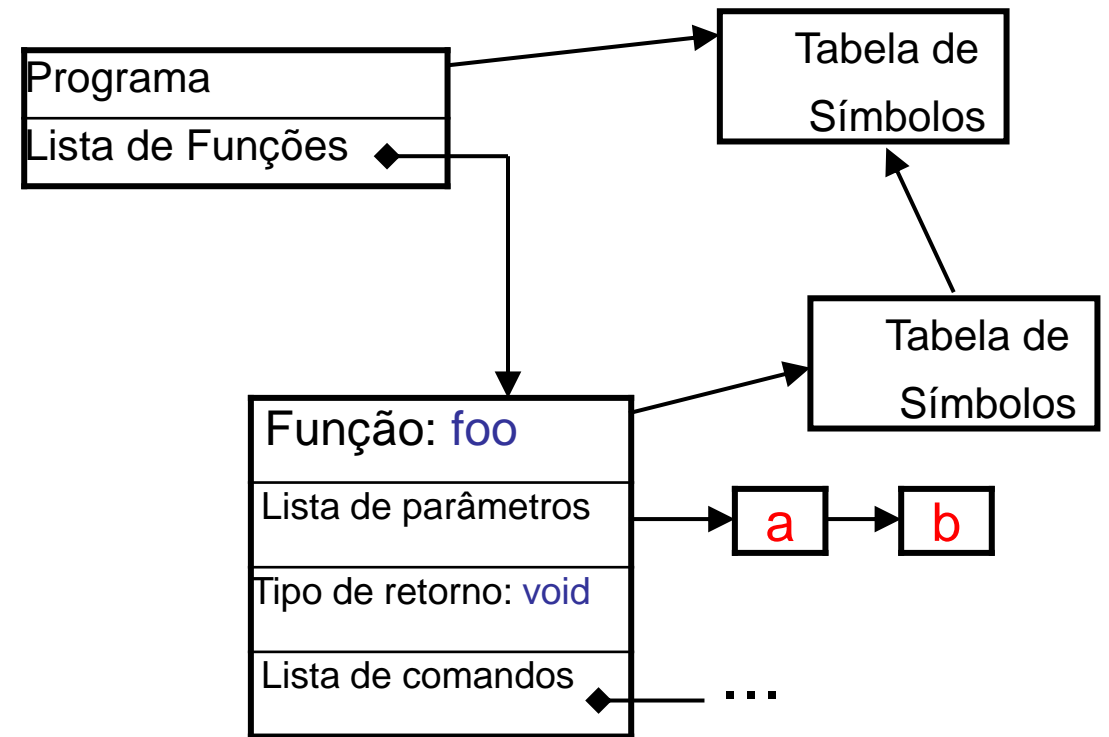 Programa
Lista de Funções
Tabela de
Símbolos
Tabela de
Símbolos
Função: foo
Lista de parâmetros
a
b
Tipo de retorno: void
Lista de comandos
...